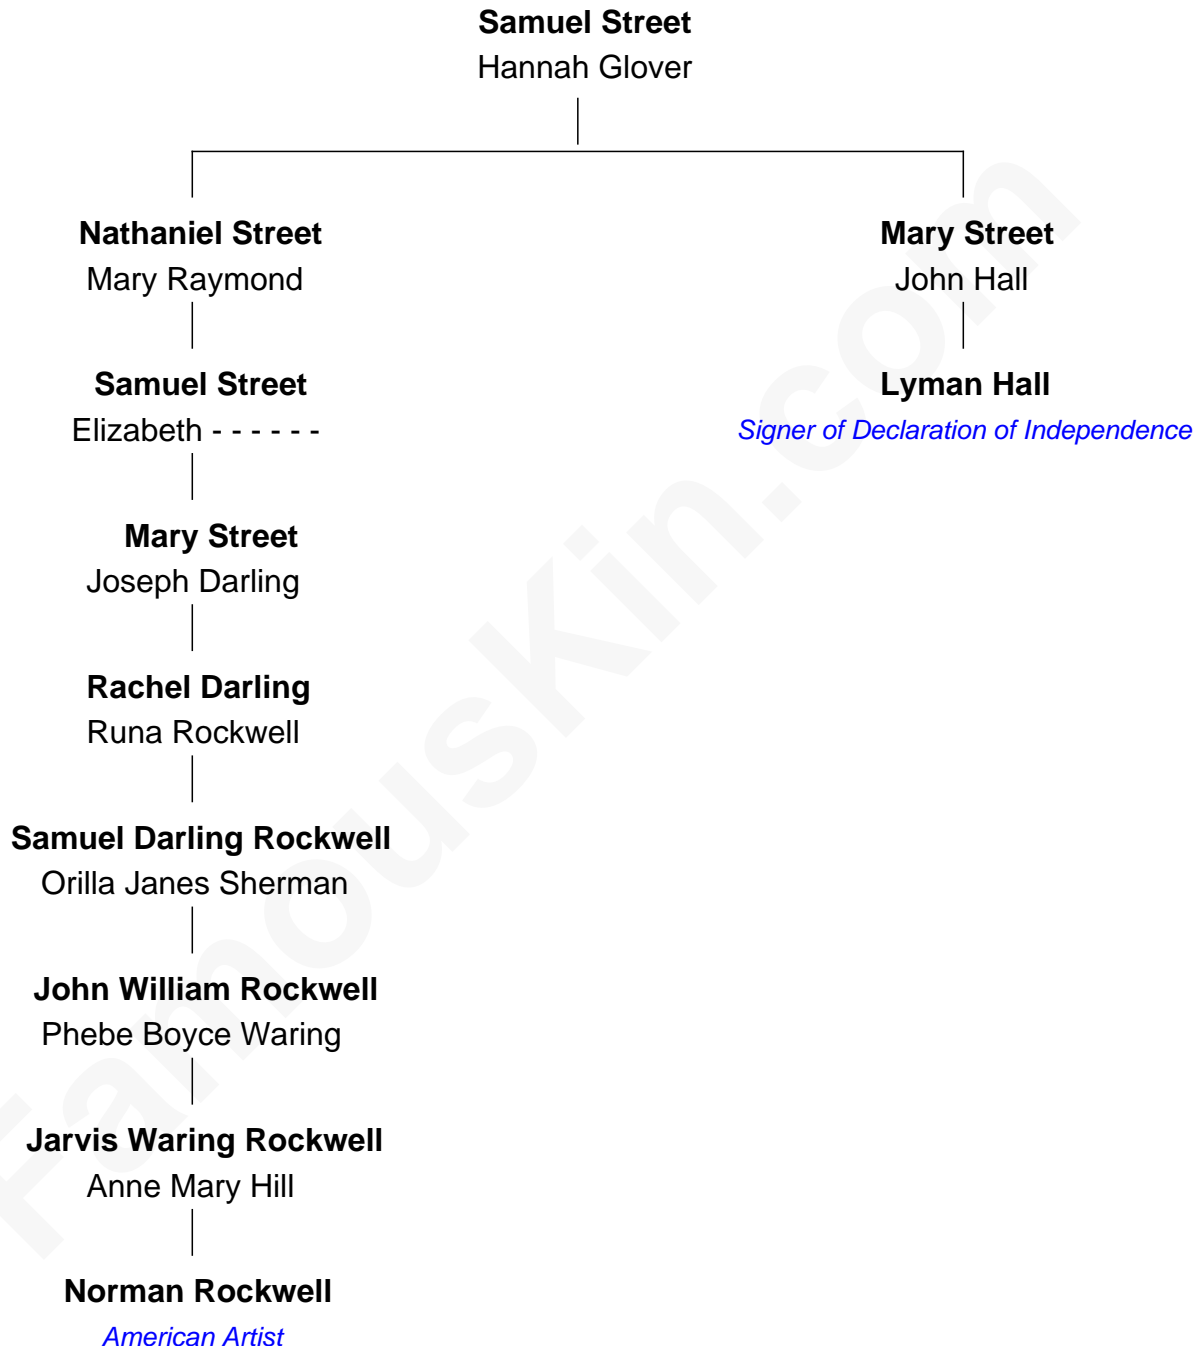 Samuel Street
Hannah Glover
Nathaniel Street
Mary Raymond
Mary Street
John Hall
Samuel Street
Elizabeth - - - - - -
Lyman Hall
Signer of Declaration of Independence
Mary Street
Joseph Darling
Rachel Darling
Runa Rockwell
Samuel Darling Rockwell
Orilla Janes Sherman
John William Rockwell
Phebe Boyce Waring
Jarvis Waring Rockwell
Anne Mary Hill
Norman Rockwell
American Artist
FamousKin.com